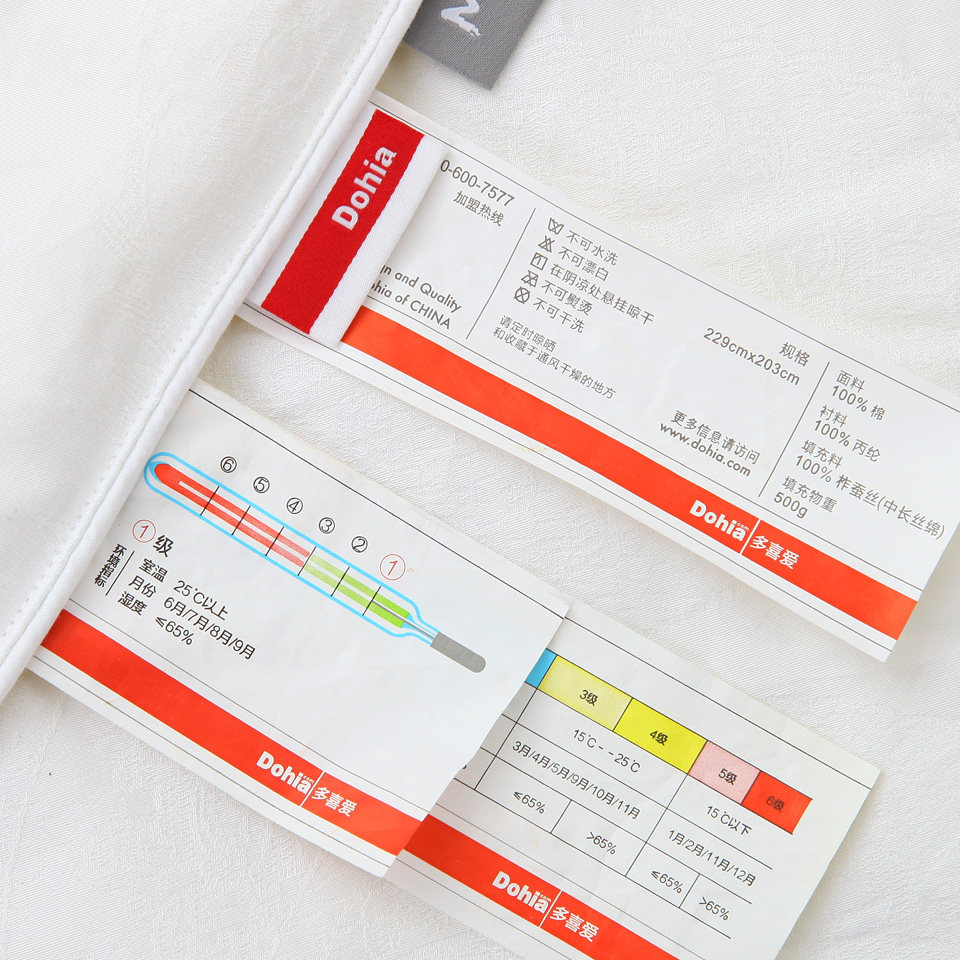 Dohia
0-600-7577
加盟热线
n and Quality
hia of CHINA
不可水洗
不可漂白
在阴凉处悬挂晾干
不可熨烫
不可干洗
请定时晾晒
和收藏于通风干燥的地方
规格
229cmx203cm
更多信息请访问
www.dohia.com
面料
100% 棉
衬料
100% 丙纶
填充料
100% 柞蚕丝(中长丝绵)
填充物重
500g
Dohia.com 多喜爱
⑥ ⑤ ④ ③ ② ①
①级
环境指标
室温 25℃以上
月份 6月/7月/8月/9月
湿度 ≤65%
Dohia.com 多喜爱
3级 4级 5级 6级
15℃--25℃ 15℃以下
3月/4月/5月/9月/10月/11月 1月/2月/11月/12月
≤65% >65% ≤65% >65%
Dohia.com 多喜爱